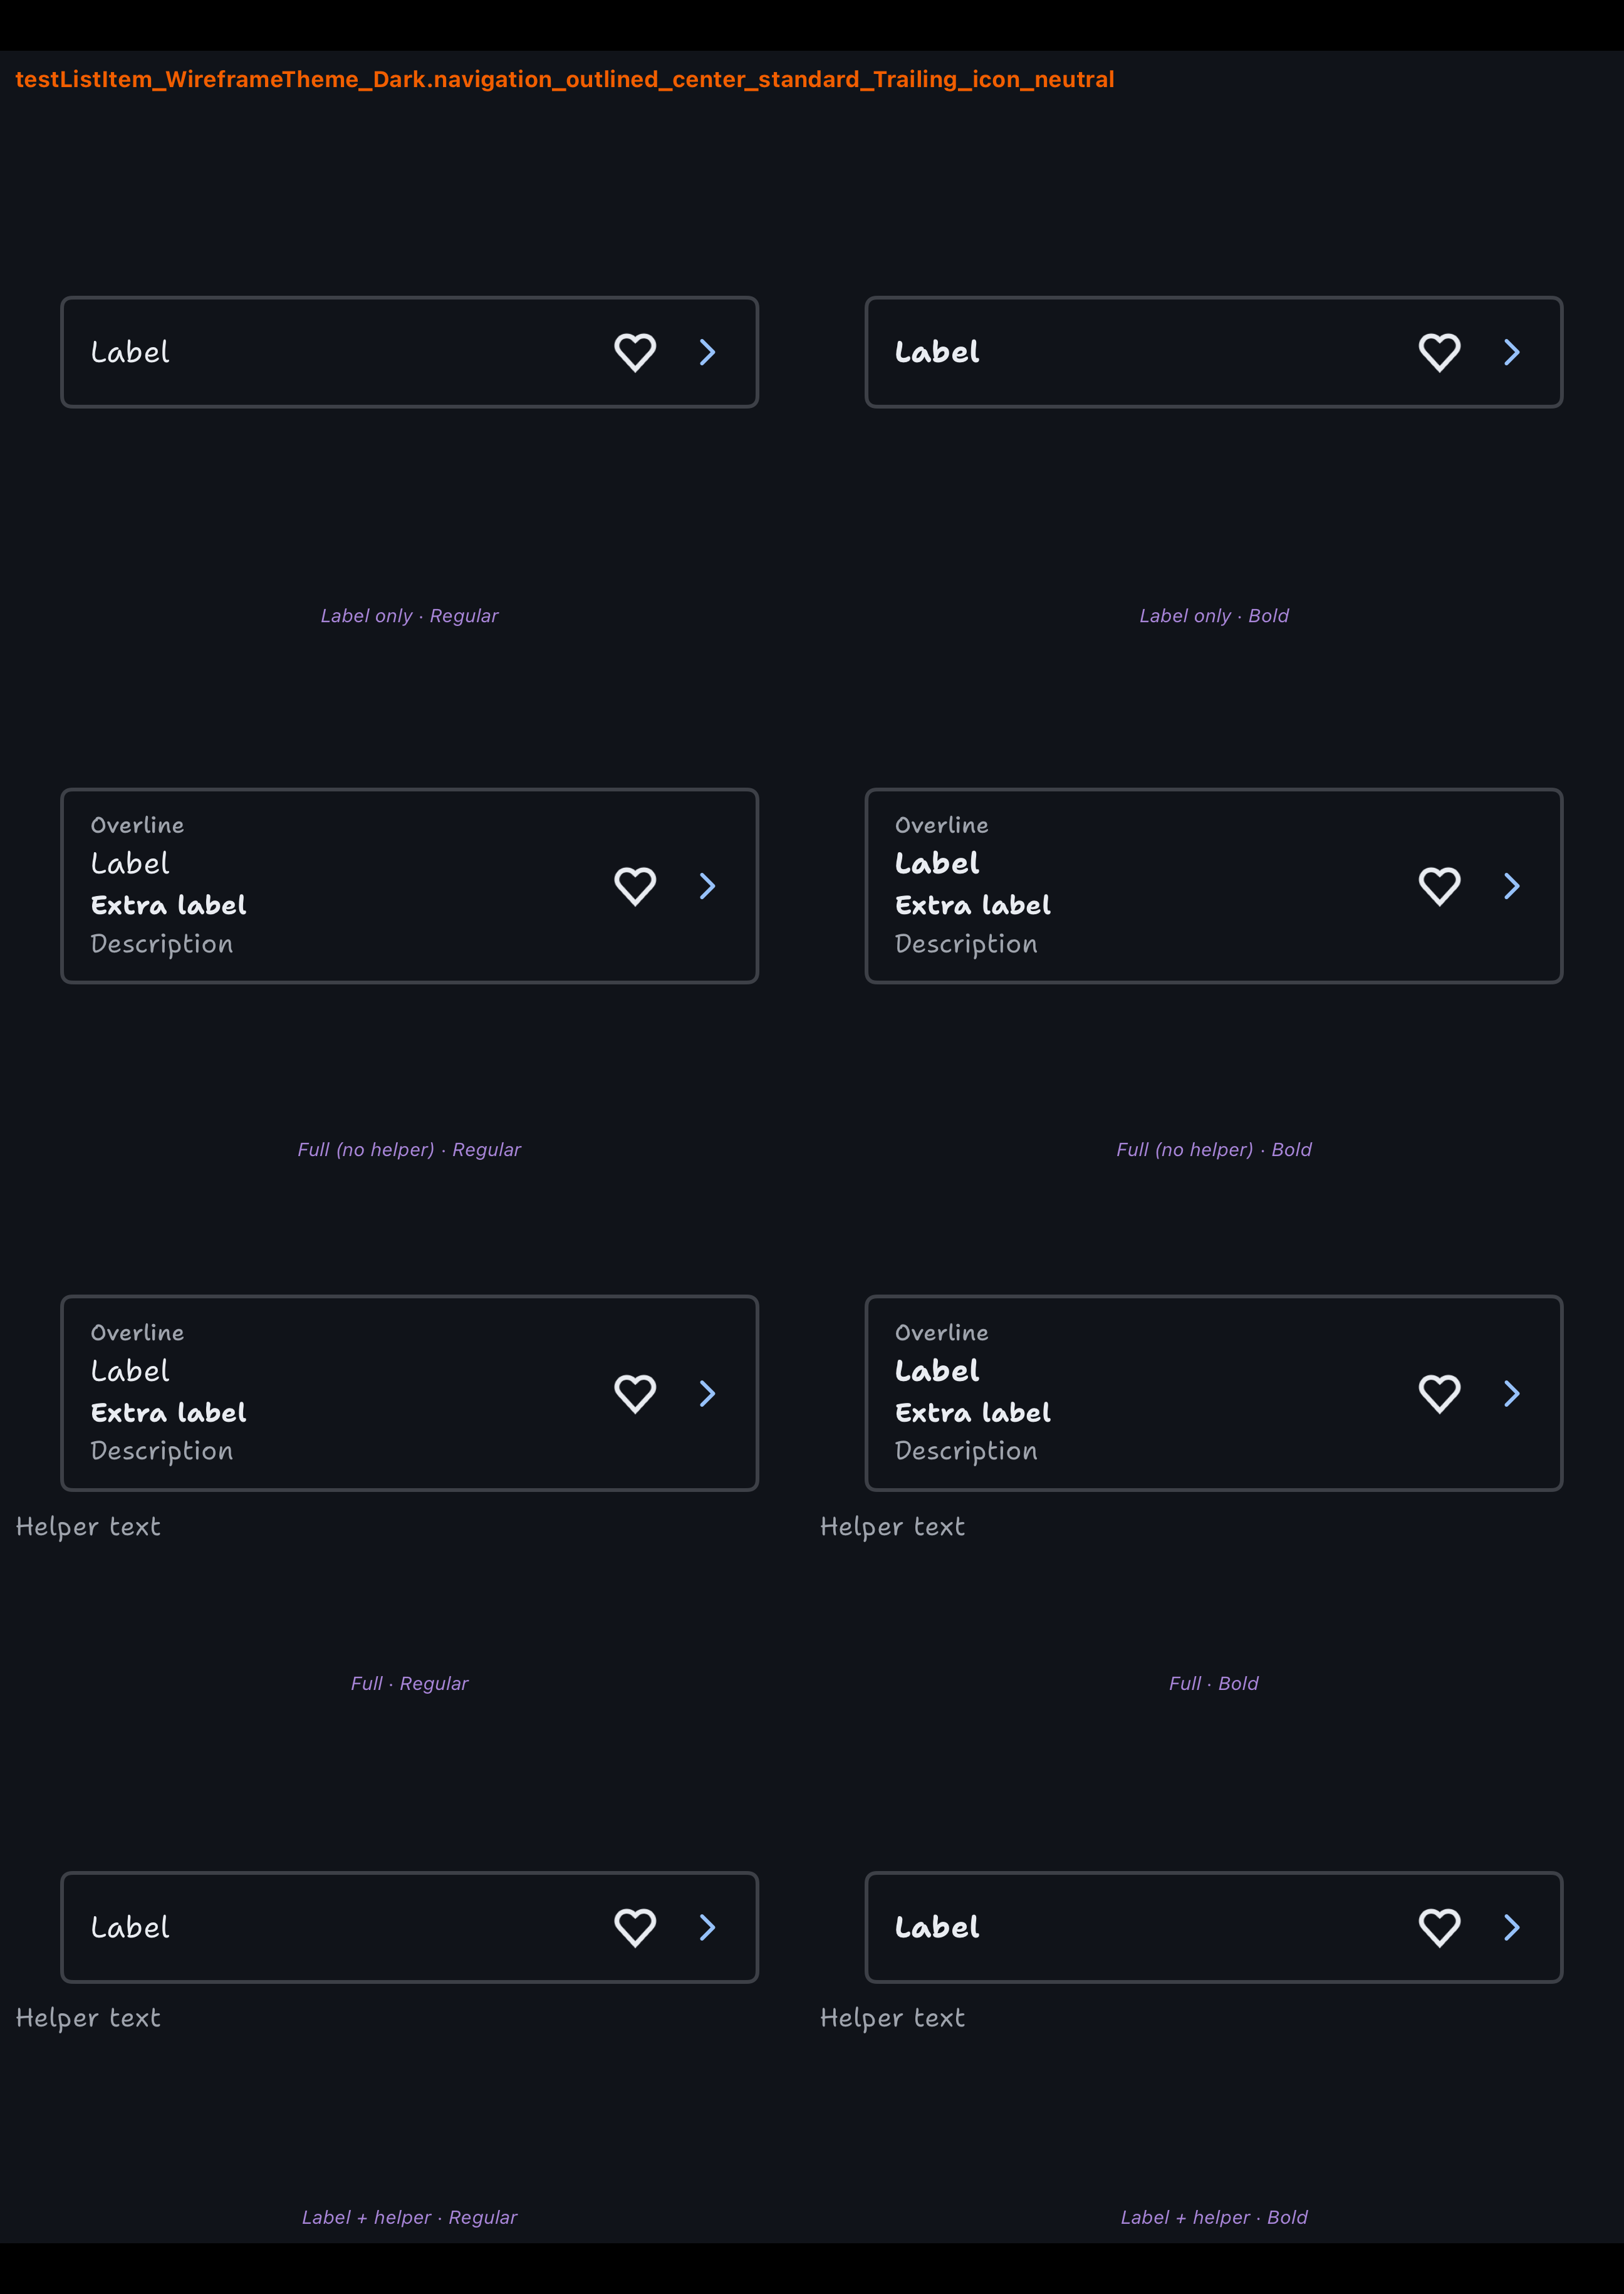 testListItem_WireframeTheme_Dark.navigation_outlined_center_standard_Trailing_icon_neutral
Label
Label
Label only · Regular
Label only · Bold
Overline
Label
Extra label
Description
Overline
Label
Extra label
Description
Full (no helper) · Regular
Full (no helper) · Bold
Overline
Label
Extra label
Description
Helper text
Overline
Label
Extra label
Description
Helper text
Full · Regular
Full · Bold
Label
Helper text
Label
Helper text
Label + helper · Regular
Label + helper · Bold